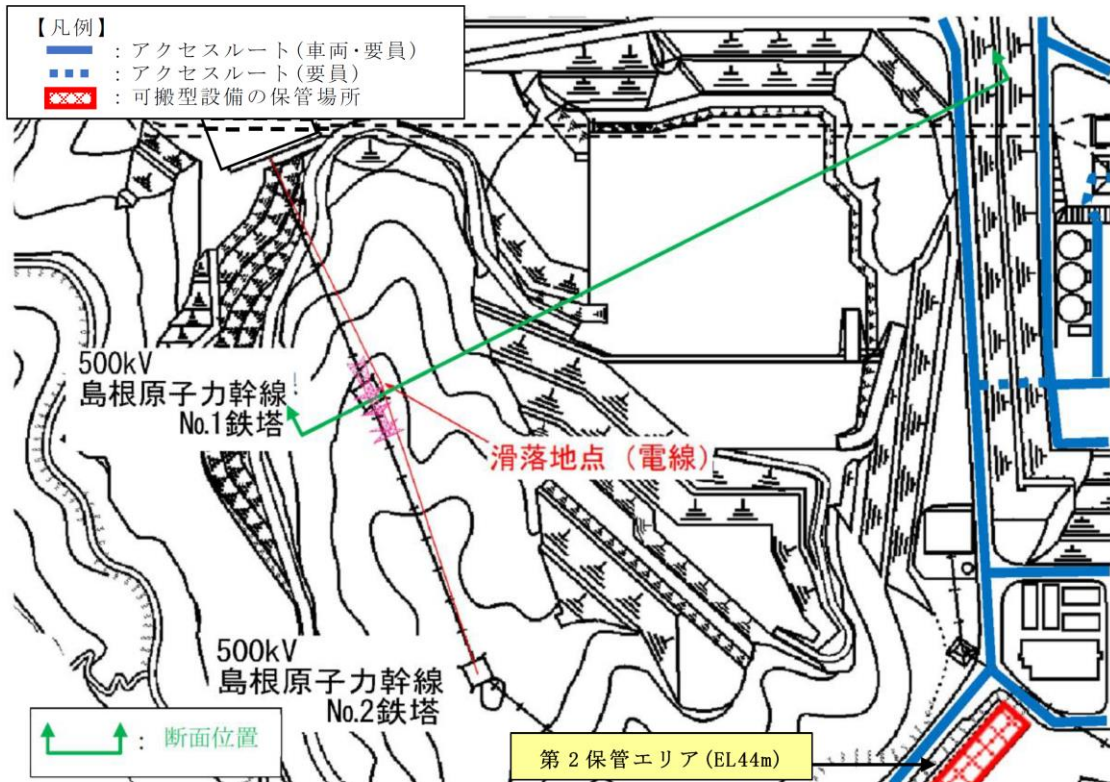 【凡例】
：アクセスルート(車両・要員)
：アクセスルート(要員)
：可搬型設備の保管場所
500kV
島根原子力幹線
No.1鉄塔
滑落地点（電線）
500kV
島根原子力幹線
No.2鉄塔
：断面位置
第2保管エリア(EL44m)